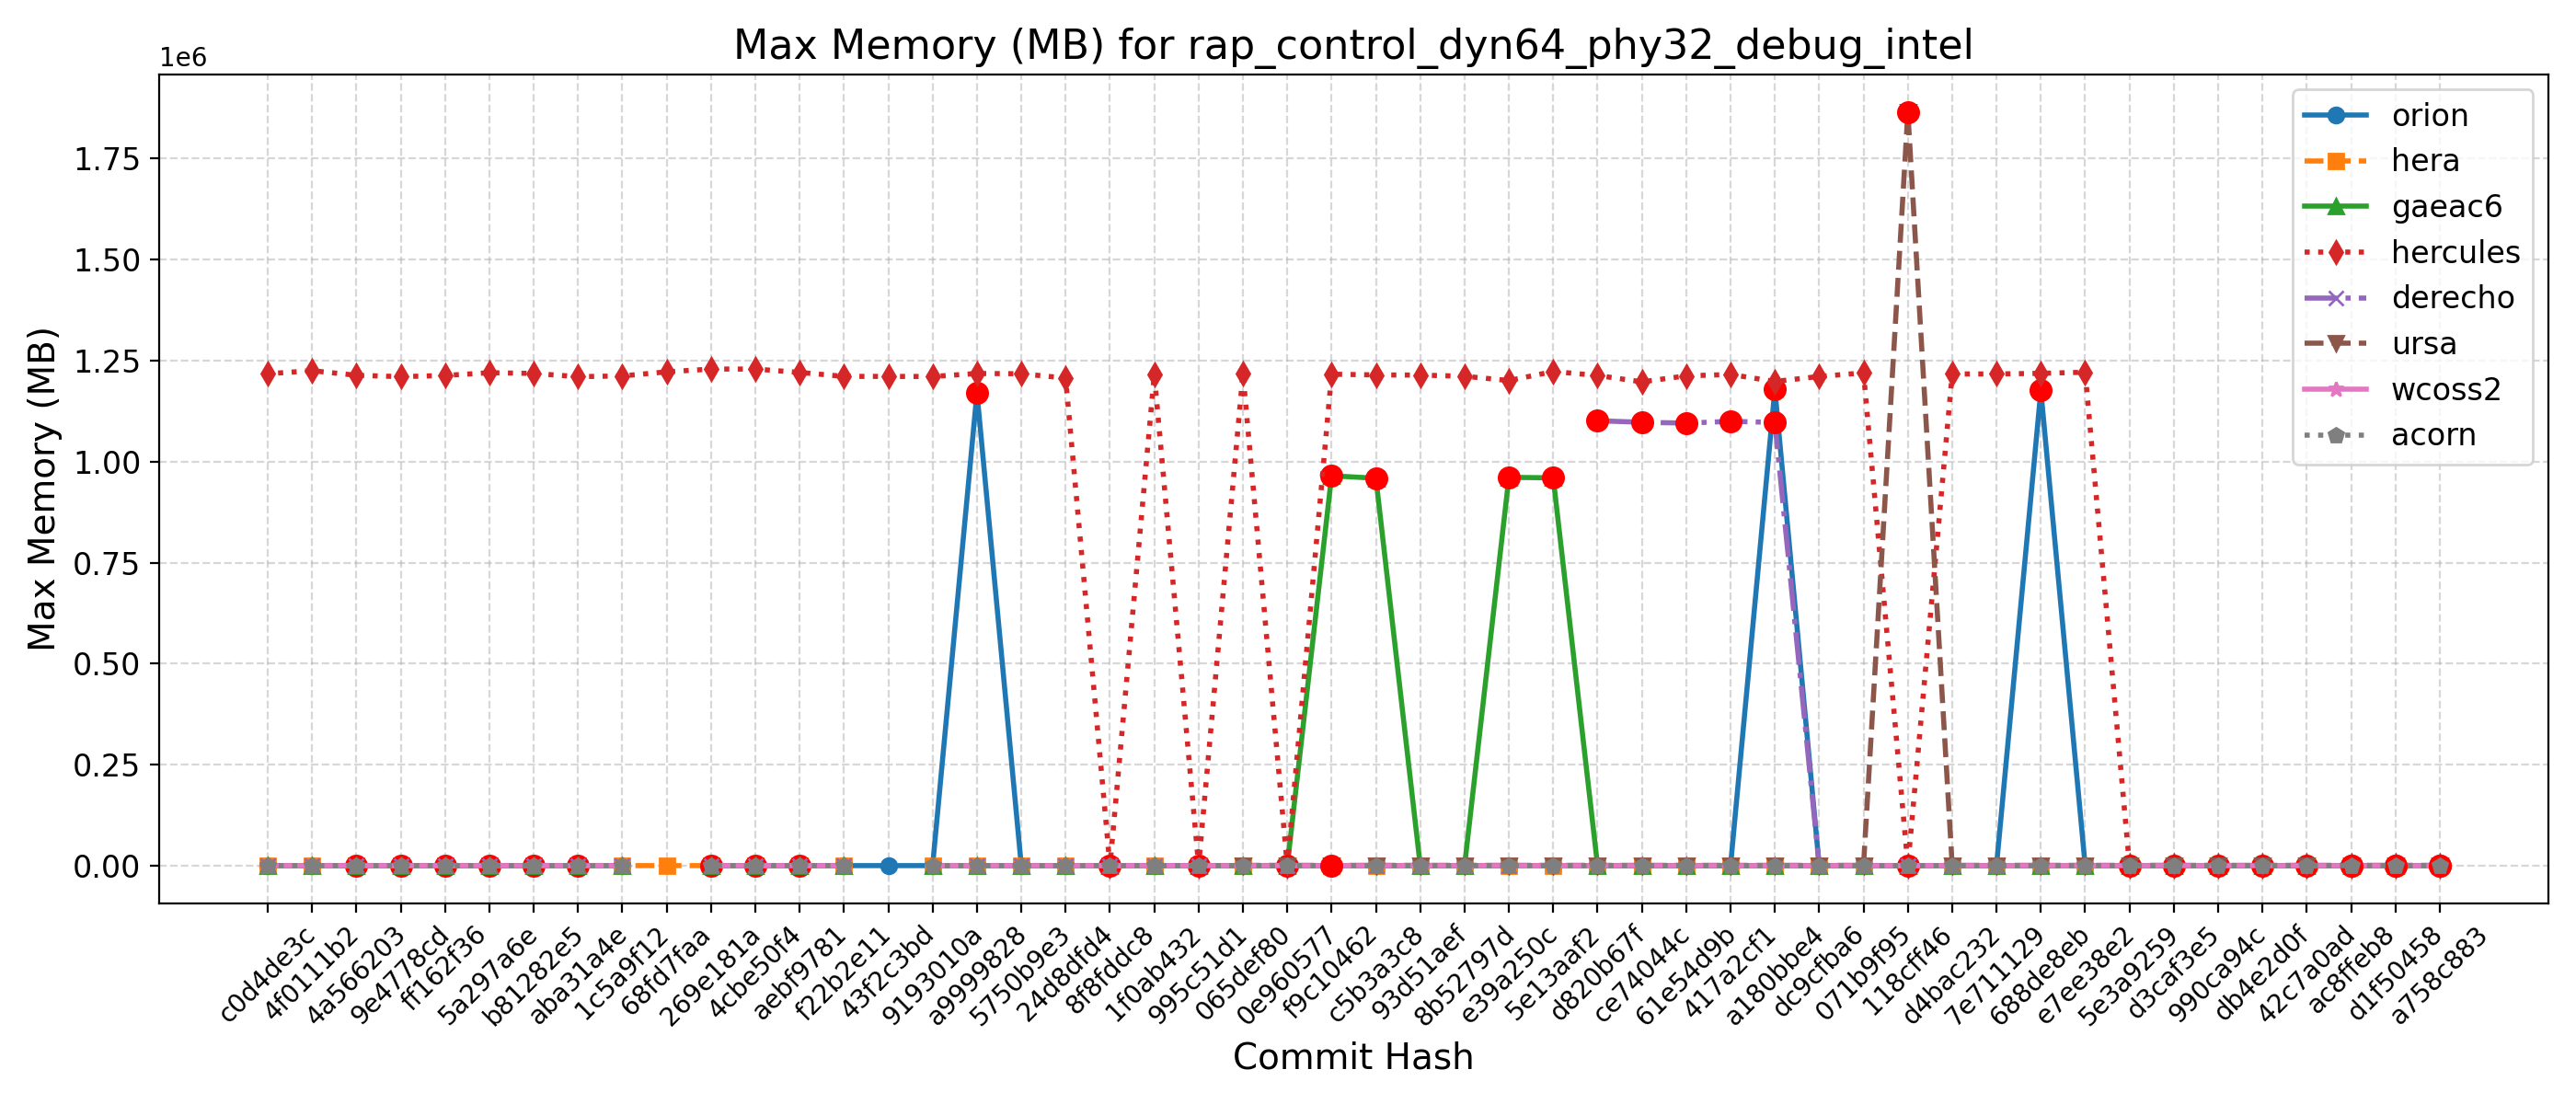 Max Memory (MB) for rap_control_dyn64_phy32_debug_intel
1e6
1.75
1.50
1.25
1.00
0.75
0.50
0.25
0.00
Max Memory (MB)
orion
hera
gaeac6
hercules
derecho
ursa
wcoss2
acorn
c0d4de3c
4f0111b2
4a566203
9e4778cd
ff162f36
5a297a6e
b81282e5
aba31a4e
1c5a9f12
68fd7faa
269e181a
4cbe50f4
aebf9781
f22b2e11
43f2c3bd
9193010a
a9999828
5750b9e3
24d8dfd4
8f8fddc8
1f0ab432
995c51d1
065def80
0e960577
f9c10462
c5b3a3c8
93d51aef
8b52797d
e39a250c
5e13aaf2
d820b67f
ce74044c
61e54d9b
417a2cf1
a180bbe4
dc9cfba6
071b9f95
118cff46
d4bac232
7e711129
688de8eb
e7ee38e2
5e3a9259
d3caf3e5
990ca94c
db4e2d0f
42c7a0ad
ac8ffeb8
d1f50458
a758c883
Commit Hash